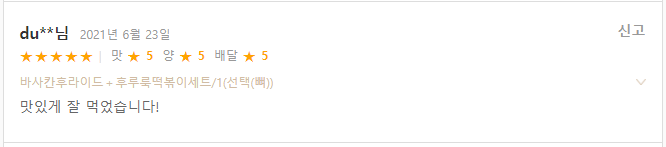 du**님 2021년 6월 23일 신고
★★★★★ | 맛 ★ 5 양 ★ 5 배달 ★ 5
바사칸후라이드 + 후루룩떡볶이세트/1(선택(뼈))
맛있게 잘 먹었습니다!